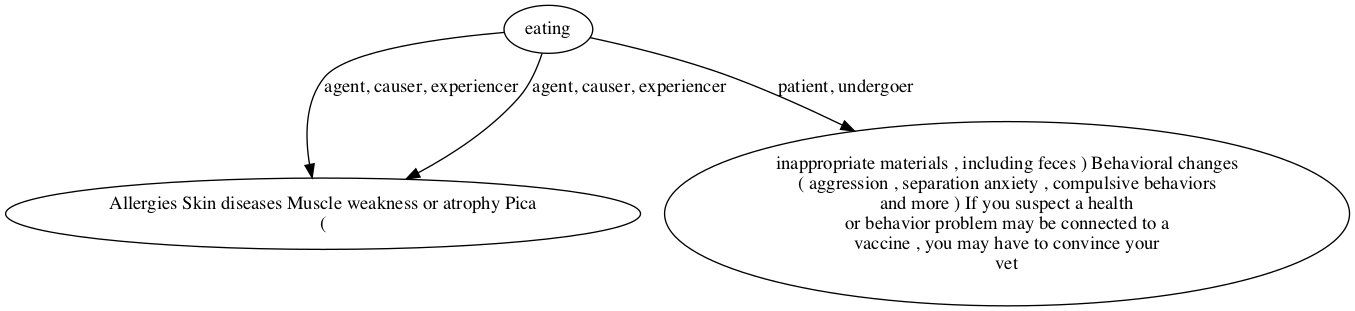 eating
agent, causer, experiencer
agent, causer, experiencer
patient, undergoer
Allergies Skin diseases Muscle weakness or atrophy Pica
(
inappropriate materials , including feces ) Behavioral changes
( aggression , separation anxiety , compulsive behaviors
and more ) If you suspect a health
or behavior problem may be connected to a
vaccine , you may have to convince your
vet